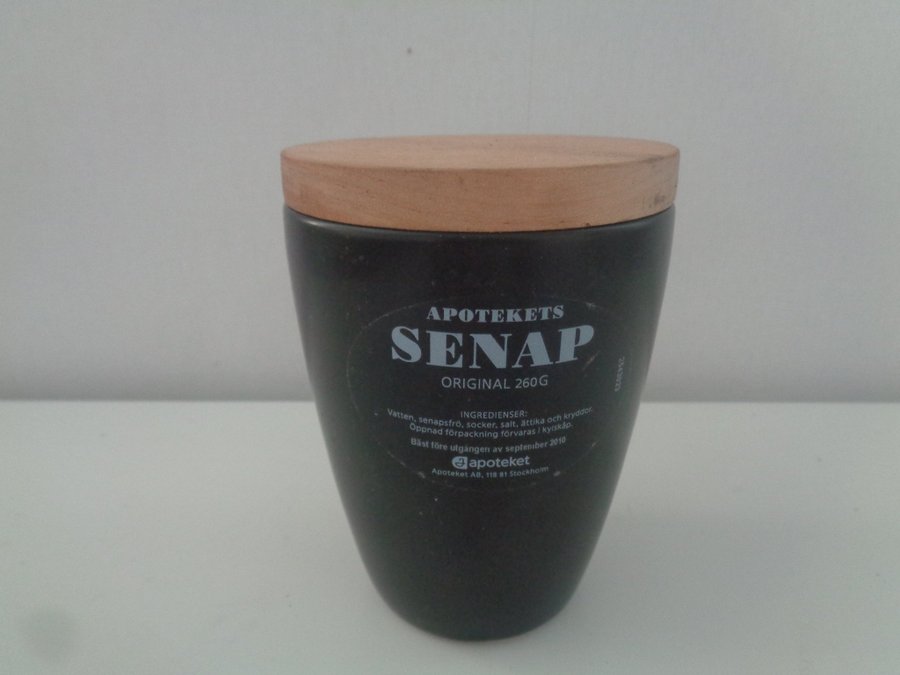 APOTEKETS
SENAP
ORIGINAL 260G
INGREDIENSER:
Vatten, senapsfrö, socker, salt, ättika och kryddor.
Öppnad förpackning förvaras i kylskåp.
Bäst före utgången av september 2010
apoteket
Apoteket AB, 118 81 Stockholm